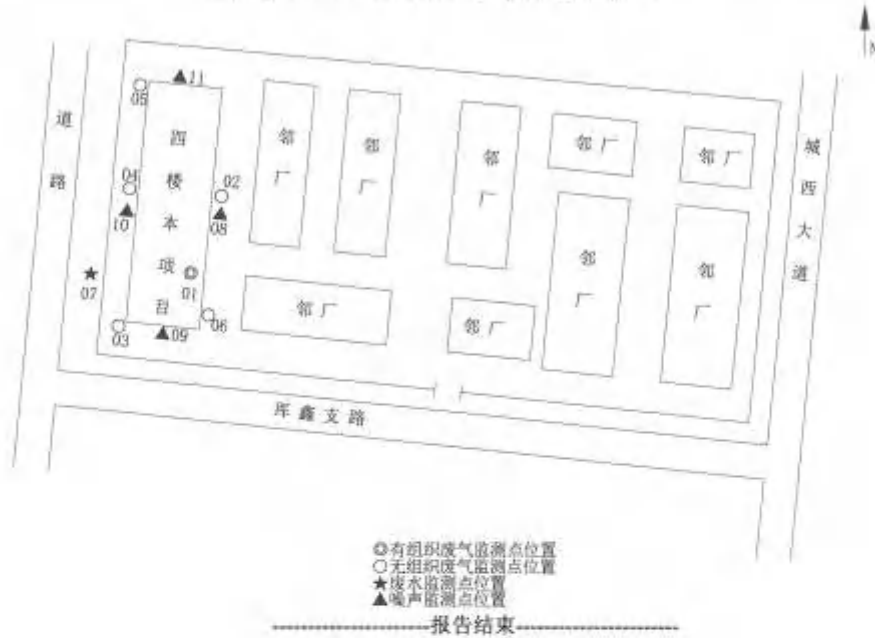 N
道路
城西大道
05
▲11
四楼本项目
04
▲
10
02
▲
08
★
07
01
03
▲09
06
邻厂
邻厂
邻厂
邻厂
邻厂
邻厂
邻厂
邻厂
邻厂
库鑫支路
◎有组织废气监测点位置
○无组织废气监测点位置
★废水监测点位置
▲噪声监测点位置
报告结束